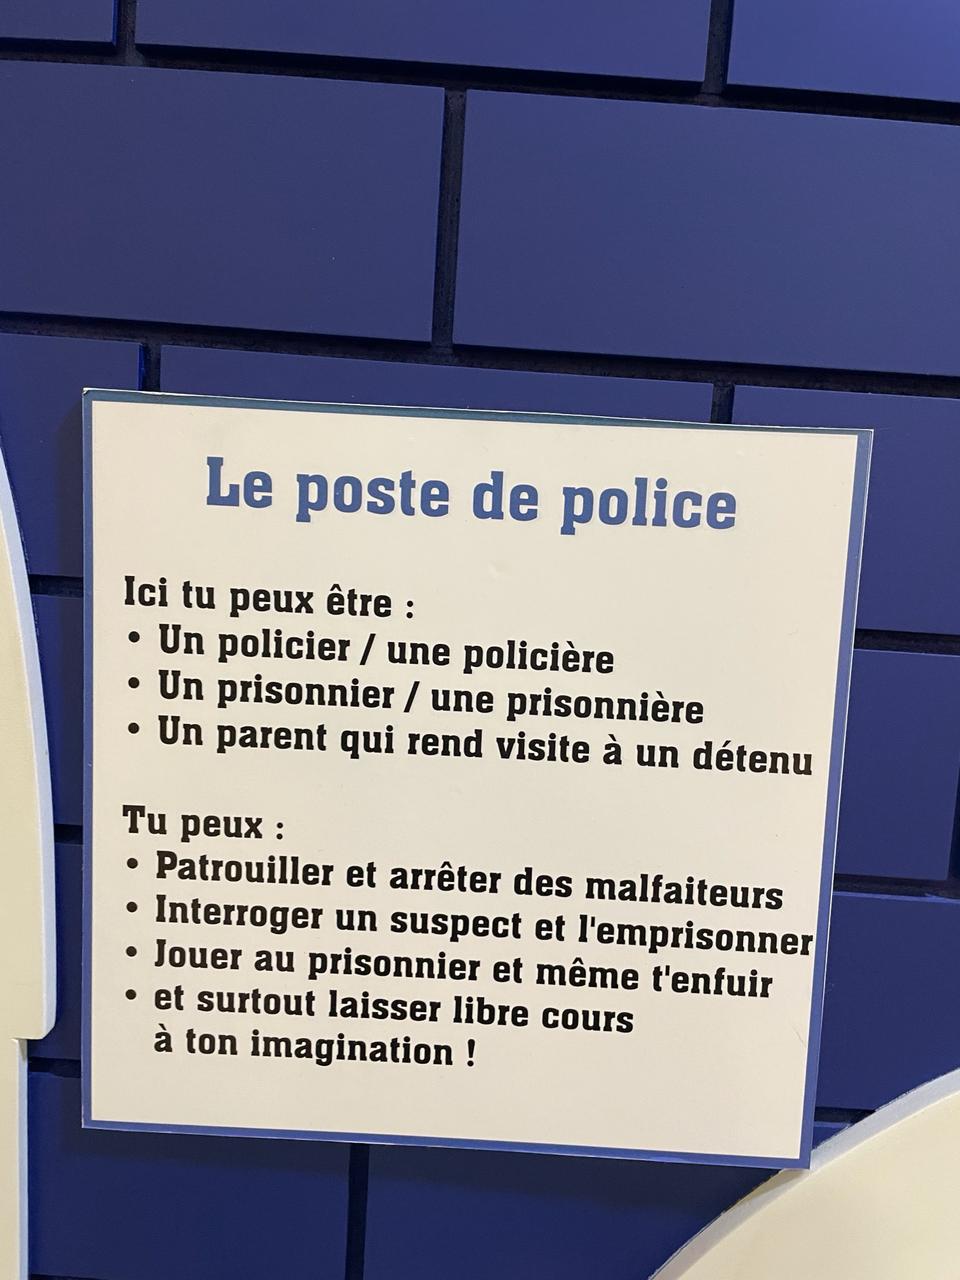 Le poste de police
Ici tu peux être :
• Un policier / une policière
• Un prisonnier / une prisonnière
• Un parent qui rend visite à un détenu
Tu peux :
• Patrouiller et arrêter des malfaiteurs
• Interroger un suspect et l'emprisonner
• Jouer au prisonnier et même t'enfuir
• et surtout laisser libre cours
à ton imagination !